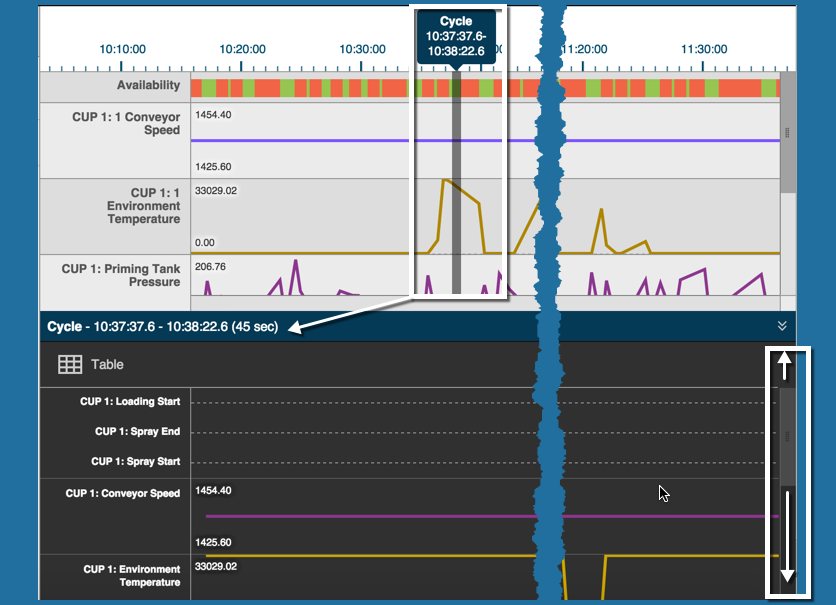 Cycle
10:37:37.6-
10:38:22.6
10:10:00
10:20:00
10:30:00
11:20:00
11:30:00
Availability
CUP 1: 1 Conveyor
Speed
1454.40
1425.60
CUP 1: 1
Environment
Temperature
33029.02
0.00
CUP 1: Priming Tank
Pressure
206.76
Cycle - 10:37:37.6 - 10:38:22.6 (45 sec)
Table
CUP 1: Loading Start
CUP 1: Spray End
CUP 1: Spray Start
CUP 1: Conveyor Speed
1454.40
1425.60
CUP 1: Environment
Temperature
33029.02